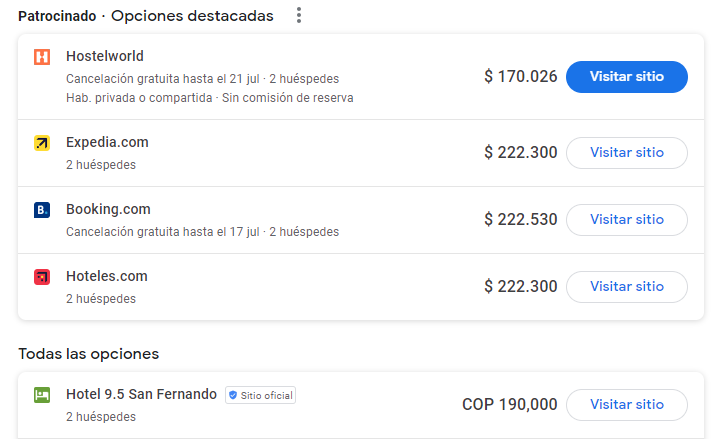 Patrocinado · Opciones destacadas
Hostelworld
Cancelación gratuita hasta el 21 jul · 2 huéspedes
Hab. privada o compartida · Sin comisión de reserva
$ 170.026
Visitar sitio
Expedia.com
2 huéspedes
$ 222.300
Visitar sitio
B.
Booking.com
Cancelación gratuita hasta el 17 jul · 2 huéspedes
$ 222.530
Visitar sitio
Hoteles.com
2 huéspedes
$ 222.300
Visitar sitio
Todas las opciones
Hotel 9.5 San Fernando
Sitio oficial
2 huéspedes
COP 190,000
Visitar sitio